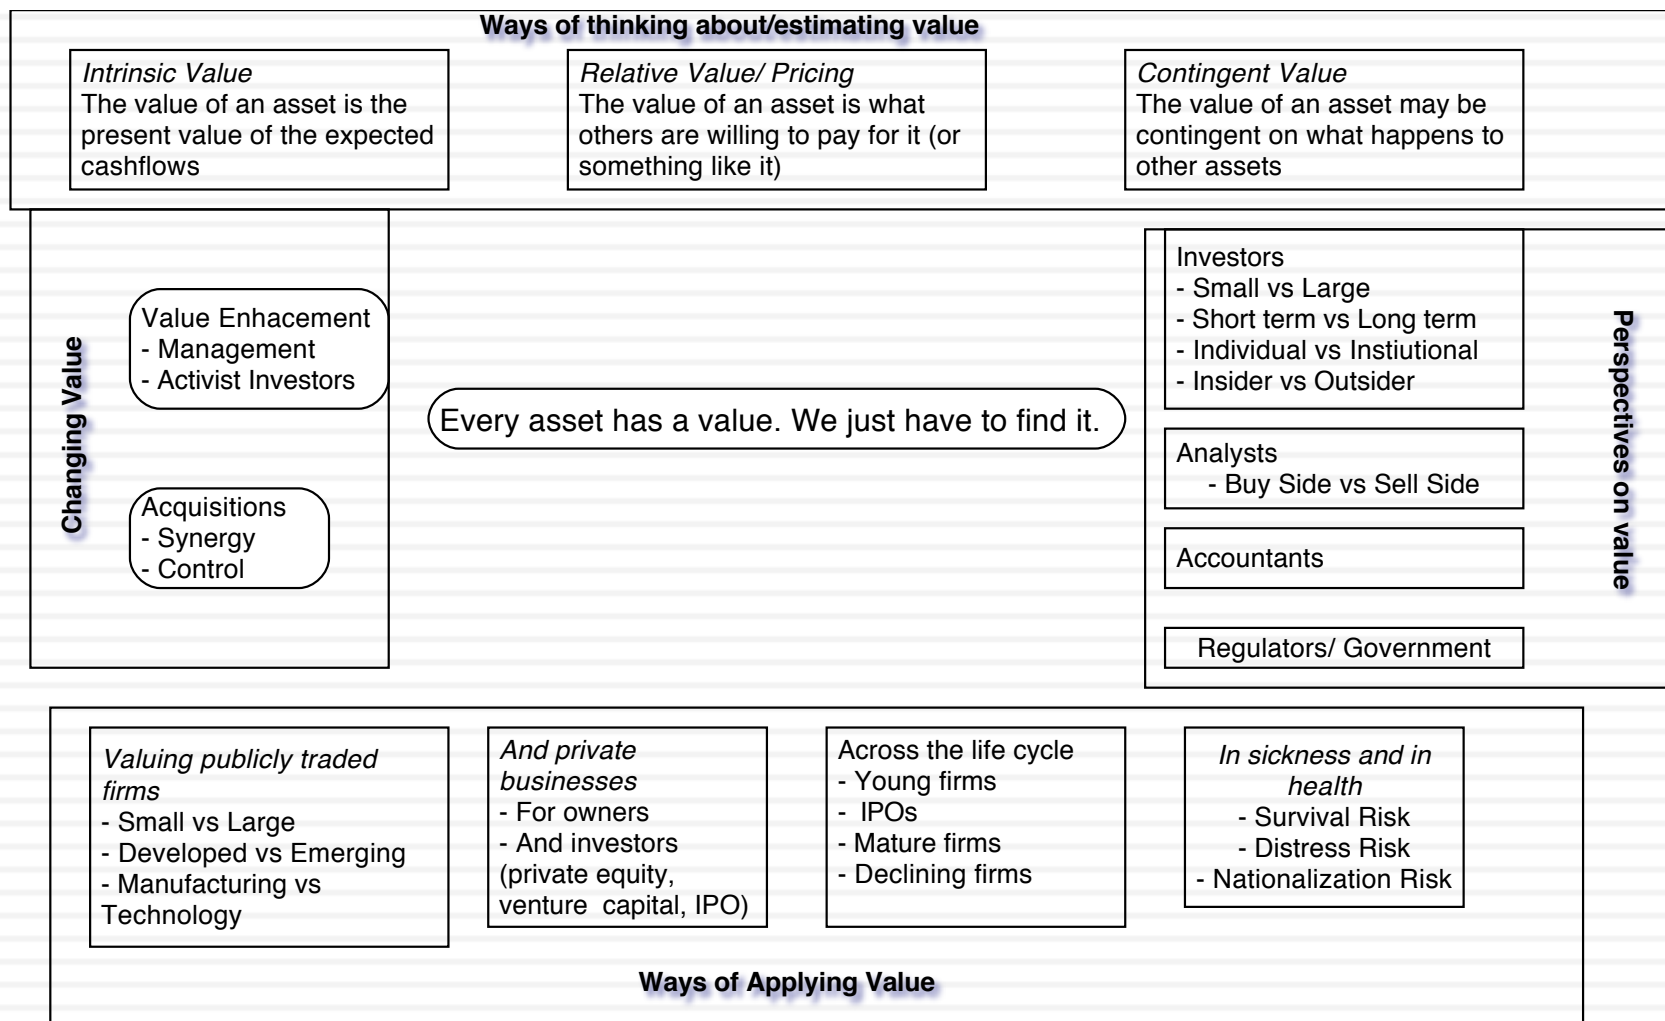 Ways of thinking about/estimating value
Intrinsic Value
The value of an asset is the
present value of the expected
cashflows
Relative Value/ Pricing
The value of an asset is what
others are willing to pay for it (or
something like it)
Contingent Value
The value of an asset may be
contingent on what happens to
other assets
Changing Value
Value Enhacement
- Management
- Activist Investors
Acquisitions
- Synergy
- Control
Every asset has a value. We just have to find it.
Investors
- Small vs Large
- Short term vs Long term
- Individual vs Instiutional
- Insider vs Outsider
Analysts
- Buy Side vs Sell Side
Accountants
Regulators/ Government
Perspectives on value
Valuing publicly traded
firms
- Small vs Large
- Developed vs Emerging
- Manufacturing vs
Technology
And private
businesses
- For owners
- And investors
(private equity,
venture capital, IPO)
Across the life cycle
- Young firms
- IPOs
- Mature firms
- Declining firms
In sickness and in
health
- Survival Risk
- Distress Risk
- Nationalization Risk
Ways of Applying Value